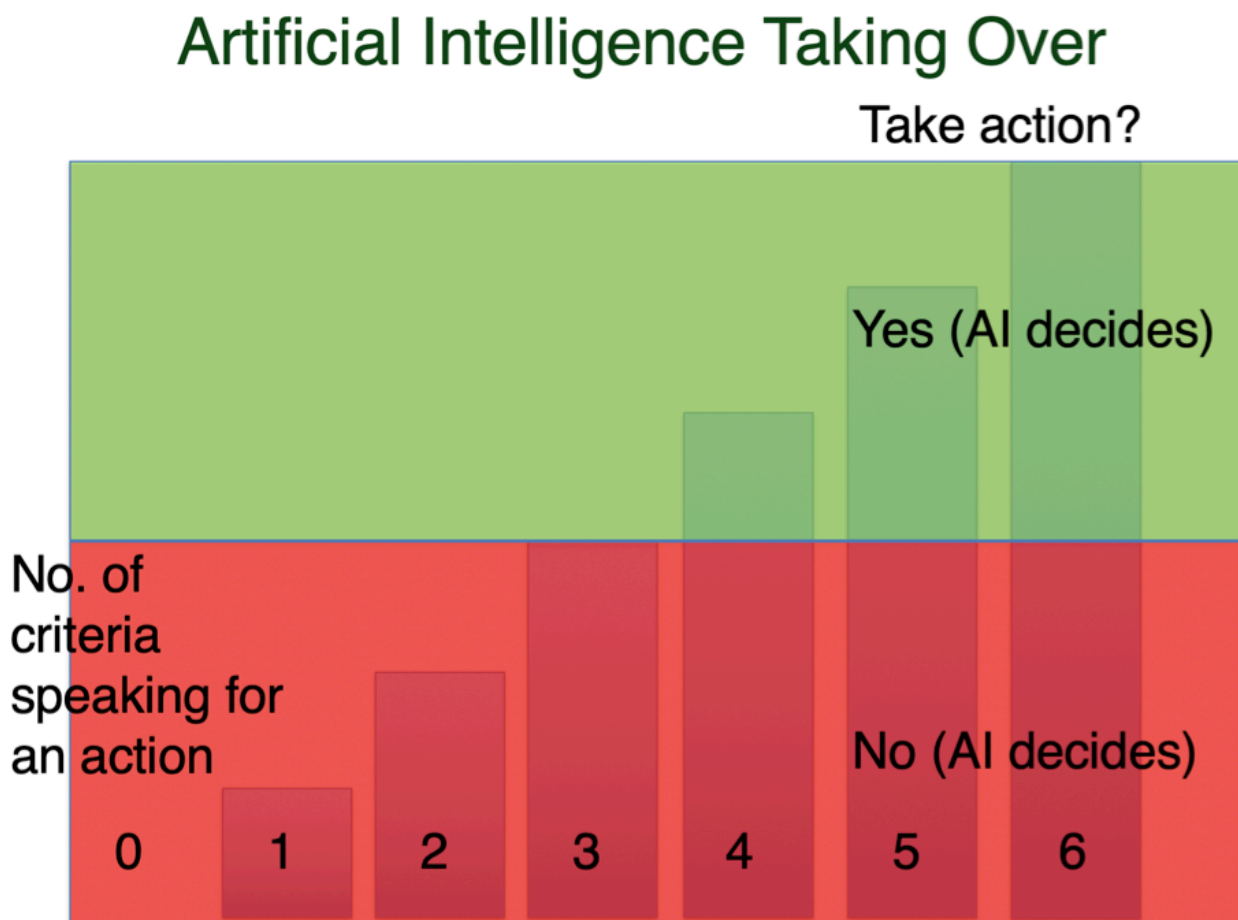 Artificial Intelligence Taking Over
Take action?
Yes (AI decides)
No. of
criteria
speaking for
an action
No (AI decides)
0 1 2 3 4 5 6